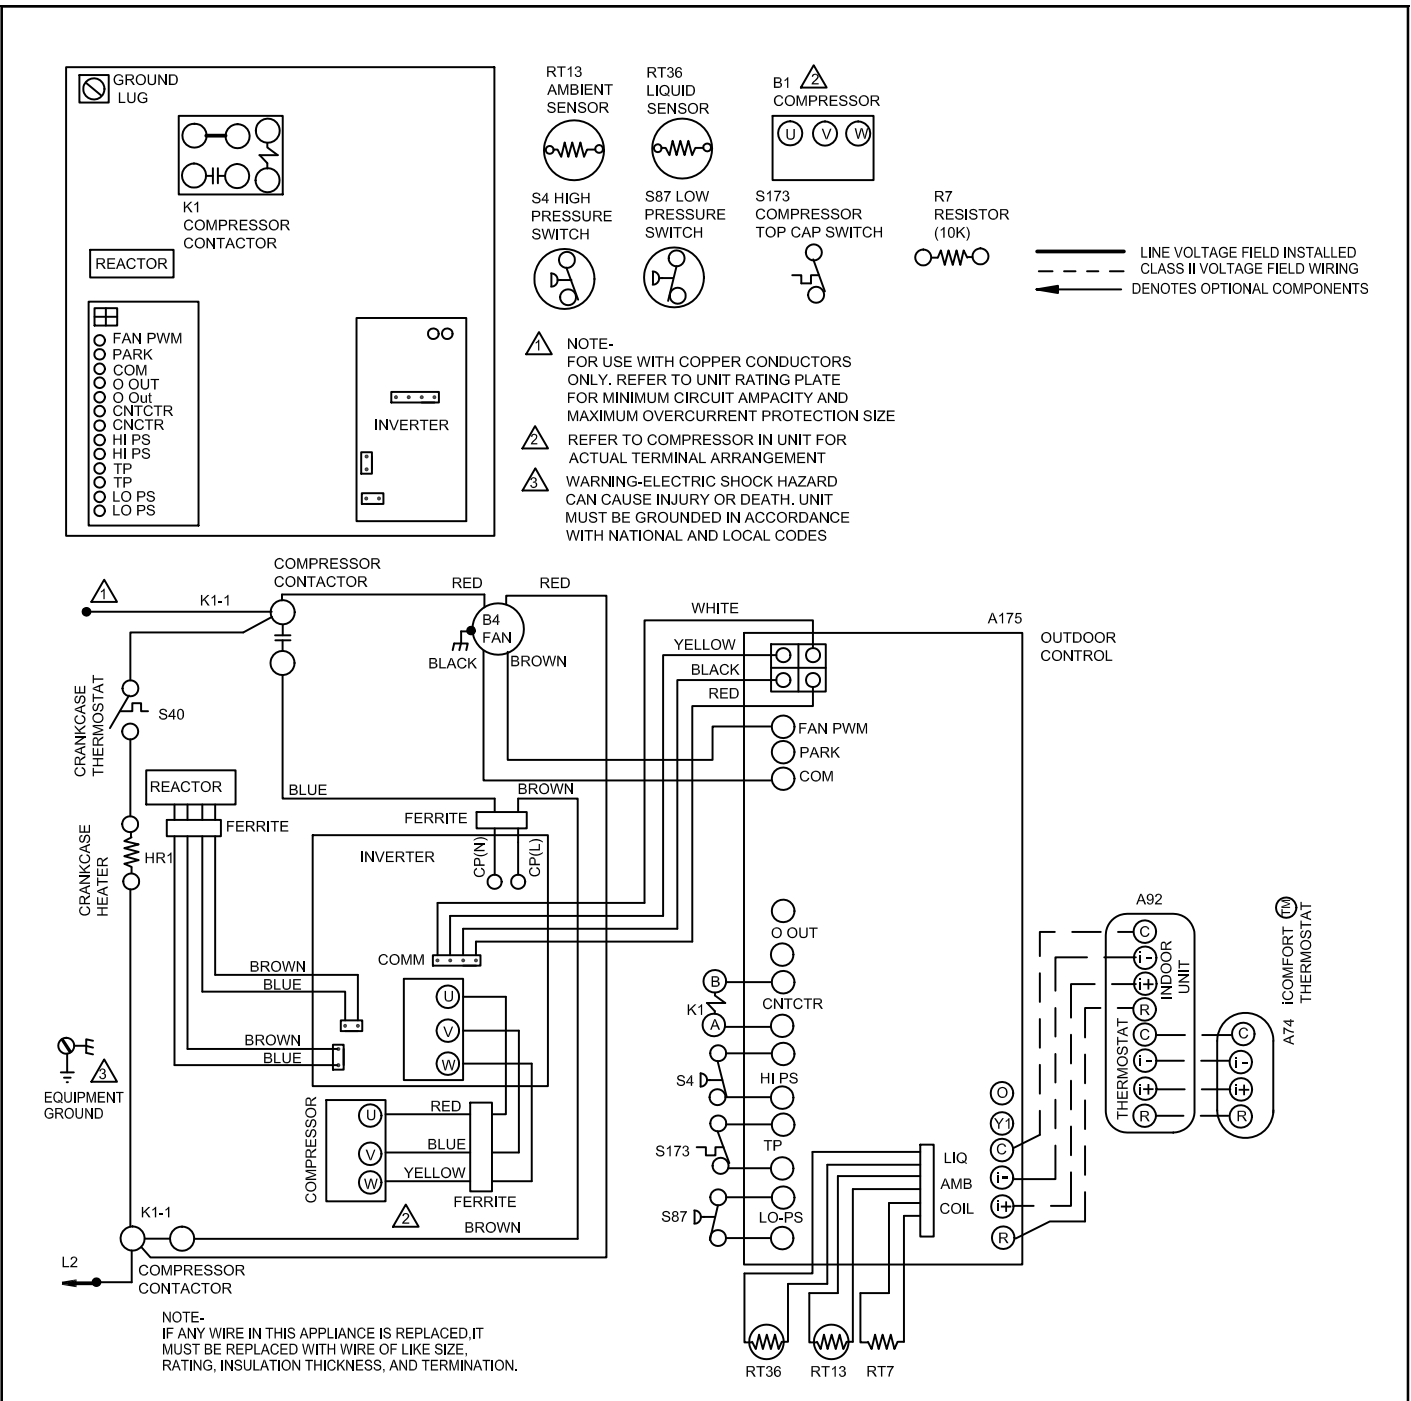 GROUND
LUG
K1
COMPRESSOR
CONTACTOR
REACTOR
FAN PWM
PARK
COM
O OUT
O Out
CNTCTR
CNCTR
HI PS
HI PS
TP
TP
LO PS
LO PS
INVERTER
RT13
AMBIENT
SENSOR
RT36
LIQUID
SENSOR
B1 2
COMPRESSOR
U V W
S4 HIGH
PRESSURE
SWITCH
S87 LOW
PRESSURE
SWITCH
S173
COMPRESSOR
TOP CAP SWITCH
R7
RESISTOR
(10K)
LINE VOLTAGE FIELD INSTALLED
CLASS II VOLTAGE FIELD WIRING
DENOTES OPTIONAL COMPONENTS
1 NOTE-
FOR USE WITH COPPER CONDUCTORS
ONLY. REFER TO UNIT RATING PLATE
FOR MINIMUM CIRCUIT AMPACITY AND
MAXIMUM OVERCURRENT PROTECTION SIZE
2 REFER TO COMPRESSOR IN UNIT FOR
ACTUAL TERMINAL ARRANGEMENT
3 WARNING-ELECTRIC SHOCK HAZARD
CAN CAUSE INJURY OR DEATH. UNIT
MUST BE GROUNDED IN ACCORDANCE
WITH NATIONAL AND LOCAL CODES
COMPRESSOR
CONTACTOR
1
K1-1
RED
RED
B4
FAN
BLACK
BROWN
CRANKCASE
THERMOSTAT
S40
REACTOR
FERRITE
BLUE
BROWN
FERRITE
CP(N)
CP(L)
INVERTER
CRANKCASE
HEATER
HR1
COMM
BROWN
BLUE
BROWN
BLUE
U
V
W
3
EQUIPMENT
GROUND
COMPRESSOR
U
V
W
RED
BLUE
YELLOW
FERRITE
2
BROWN
K1-1
L2
COMPRESSOR
CONTACTOR
NOTE-
IF ANY WIRE IN THIS APPLIANCE IS REPLACED,IT
MUST BE REPLACED WITH WIRE OF LIKE SIZE,
RATING, INSULATION THICKNESS, AND TERMINATION.
WHITE
YELLOW
BLACK
RED
A175
OUTDOOR
CONTROL
FAN PWM
PARK
COM
O OUT
B
K1
A
CNTCTR
S4
HI PS
S173
TP
S87
LO-PS
LIQ
AMB
COIL
O
Y1
C
i-
i+
R
RT36
RT13
RT7
A92
C
i-
i+
R
C
i-
i+
R
INDOOR
UNIT
THERMOSTAT
C
i-
i+
R
A74 iCOMFORT TM
THERMOSTAT